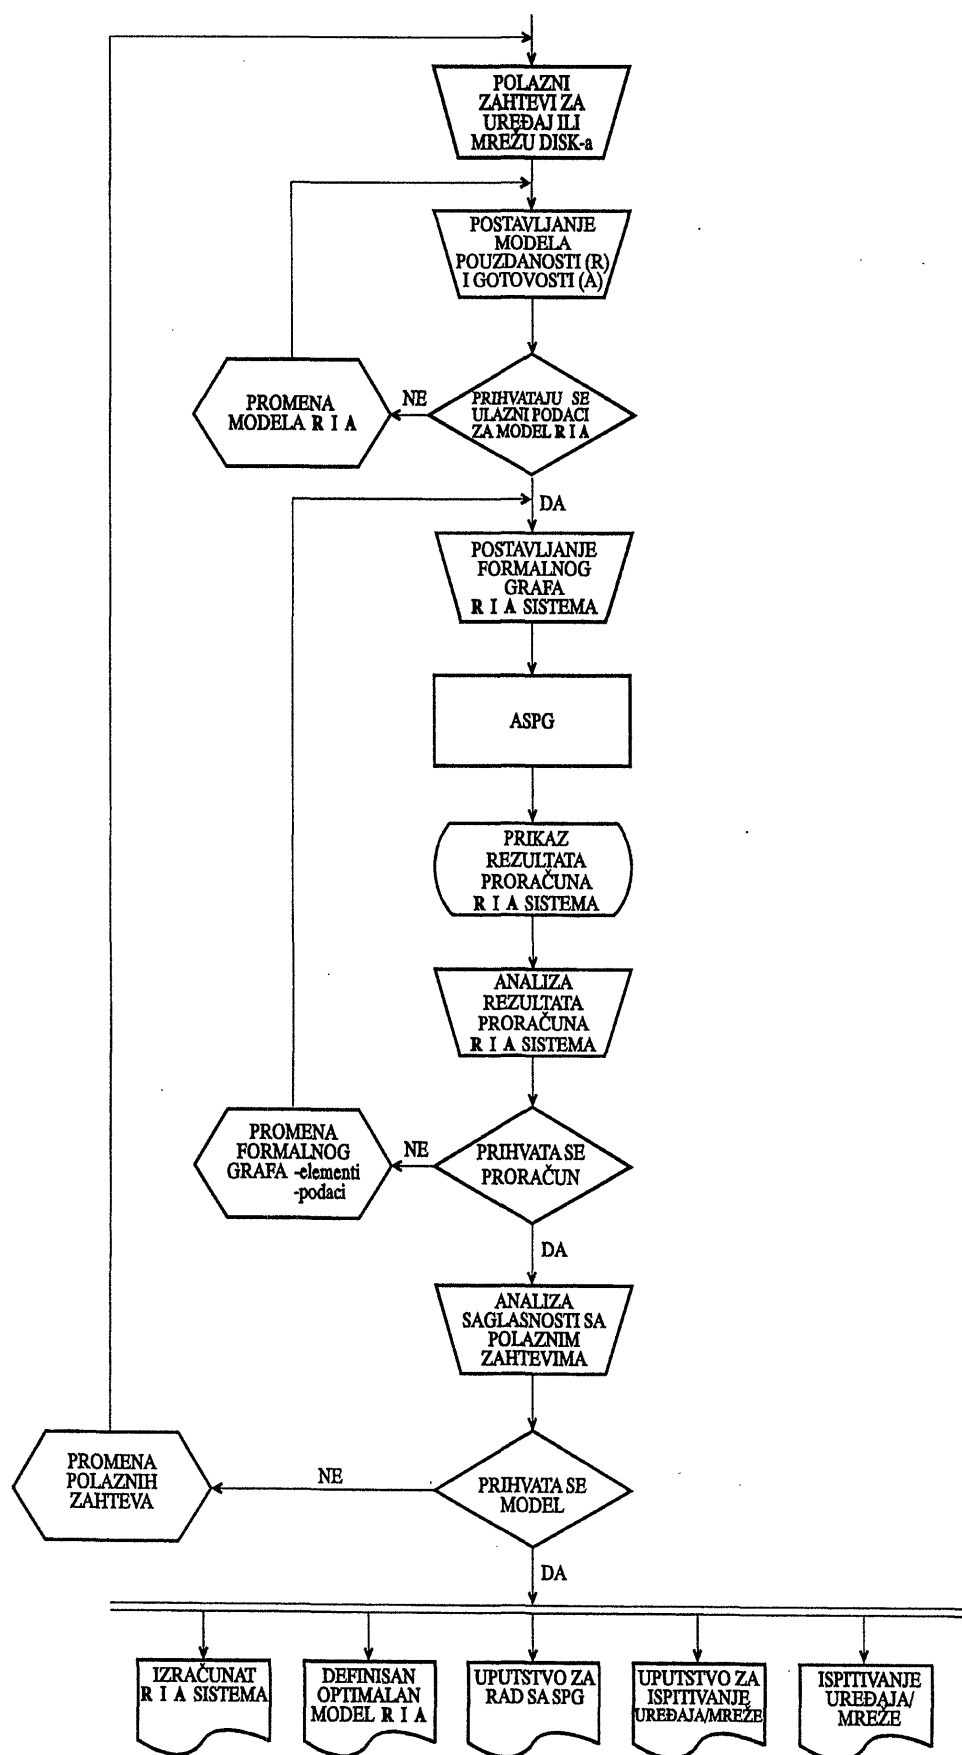 POLAZNI
ZAHTEVI ZA
UREĐAJ ILI
MREŽU DISK-a
POSTAVLJANJE
MODELA
POUZDANOSTI (R)
I GOTOVOSTI (A)
PROMENA
MODELA R I A
NE
PRIHVATAJU SE
ULAZNI PODACI
ZA MODEL R I A
DA
POSTAVLJANJE
FORMALNOG
GRAFA
R I A SISTEMA
ASPG
PRIKAZ
REZULTATA
PRORAČUNA
R I A SISTEMA
ANALIZA
REZULTATA
PRORAČUNA
R I A SISTEMA
PROMENA
FORMALNOG
GRAFA -elementi
-podaci
NE
PRIHVATA SE
PRORAČUN
DA
ANALIZA
SAGLASNOSTI SA
POLAZNIM
ZAHTEVIMA
PROMENA
POLAZNIH
ZAHTEVA
NE
PRIHVATA SE
MODEL
DA
IZRAČUNAT
R I A SISTEMA
DEFINISAN
OPTIMALAN
MODEL R I A
UPUTSTVO ZA
RAD SA SPG
UPUTSTVO ZA
ISPITIVANJE
UREĐAJA/MREŽE
ISPITIVANJE
UREĐAJA/
MREŽE